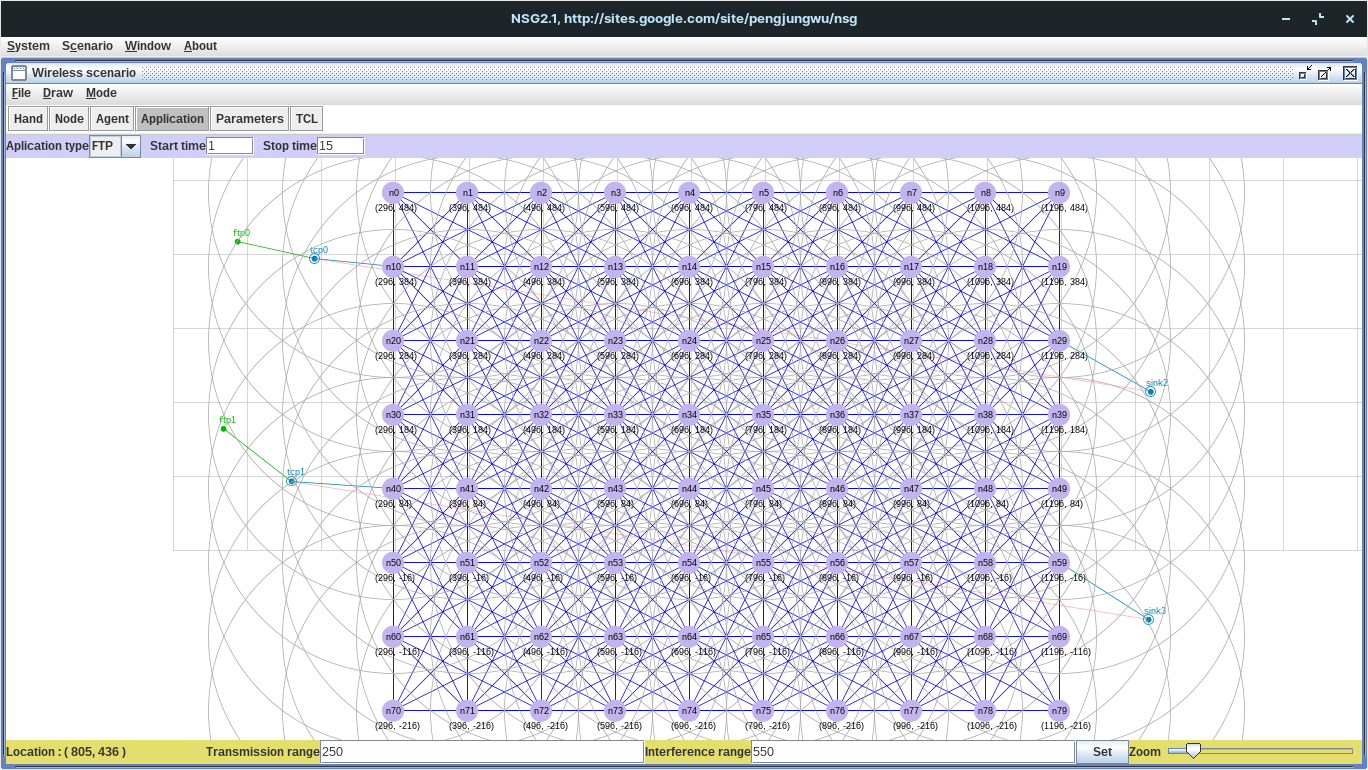 NSG2.1, http://sites.google.com/site/pengjungwu/nsg
System Scenario Window About
Wireless scenario
File Draw Mode
Hand Node Agent Application Parameters TCL
Aplication type FTP Start time 1 Stop time 15
n0 n1 n2 n3 n4 n5 n6 n7 n8 n9
(296, 484) (396, 484) (496, 484) (596, 484) (696, 484) (796, 484) (896, 484) (996, 484) (1096, 484) (1196, 484)
ftp0
tcp0
n10 n11 n12 n13 n14 n15 n16 n17 n18 n19
(296, 384) (396, 384) (496, 384) (596, 384) (696, 384) (796, 384) (896, 384) (996, 384) (1096, 384) (1196, 384)
n20 n21 n22 n23 n24 n25 n26 n27 n28 n29
(296, 284) (396, 284) (496, 284) (596, 284) (696, 284) (796, 284) (896, 284) (996, 284) (1096, 284) (1196, 284)
sink2
n30 n31 n32 n33 n34 n35 n36 n37 n38 n39
ftp1
(296, 184) (396, 184) (496, 184) (596, 184) (696, 184) (796, 184) (896, 184) (996, 184) (1096, 184) (1196, 184)
tcp1
n40 n41 n42 n43 n44 n45 n46 n47 n48 n49
(296, 84) (396, 84) (496, 84) (596, 84) (696, 84) (796, 84) (896, 84) (996, 84) (1096, 84) (1196, 84)
n50 n51 n52 n53 n54 n55 n56 n57 n58 n59
(296, -16) (396, -16) (496, -16) (596, -16) (696, -16) (796, -16) (896, -16) (996, -16) (1096, -16) (1196, -16)
sink3
n60 n61 n62 n63 n64 n65 n66 n67 n68 n69
(296, -116) (396, -116) (496, -116) (596, -116) (696, -116) (796, -116) (896, -116) (996, -116) (1096, -116) (1196, -116)
n70 n71 n72 n73 n74 n75 n76 n77 n78 n79
(296, -216) (396, -216) (496, -216) (596, -216) (696, -216) (796, -216) (896, -216) (996, -216) (1096, -216) (1196, -216)
Location : ( 805, 436 ) Transmission range 250 Interference range 550 Set Zoom